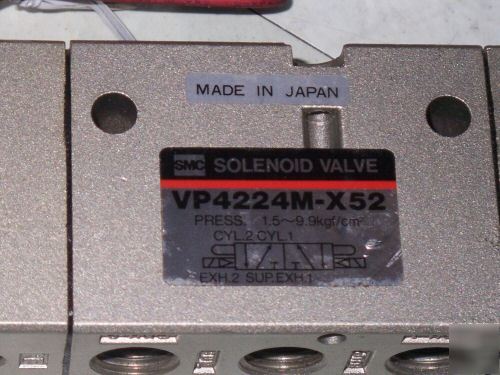 MADE IN JAPAN
SMC SOLENOID VALVE
VP4224M-X52
PRESS. 1.5~9.9kgf/cm²
CYL.2 CYL.1
EXH.2 SUP.EXH.1